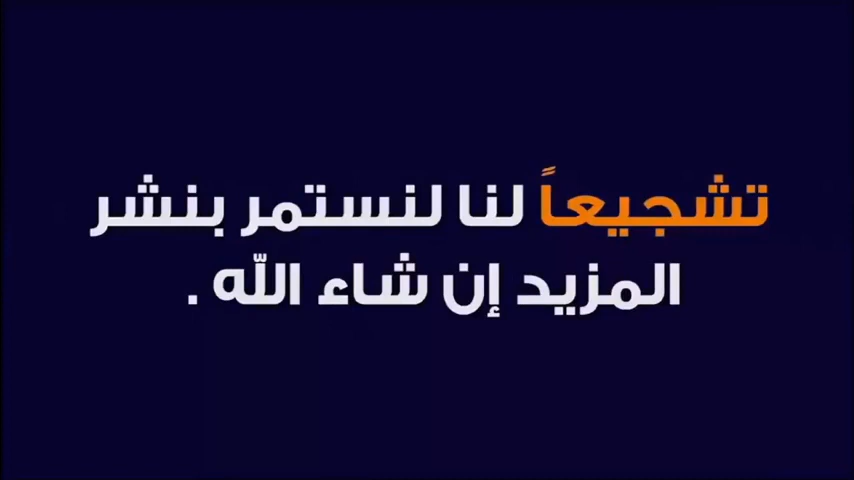 تشجيعاً لنا لنستمر بنشر
المزيد إن شاء الله .